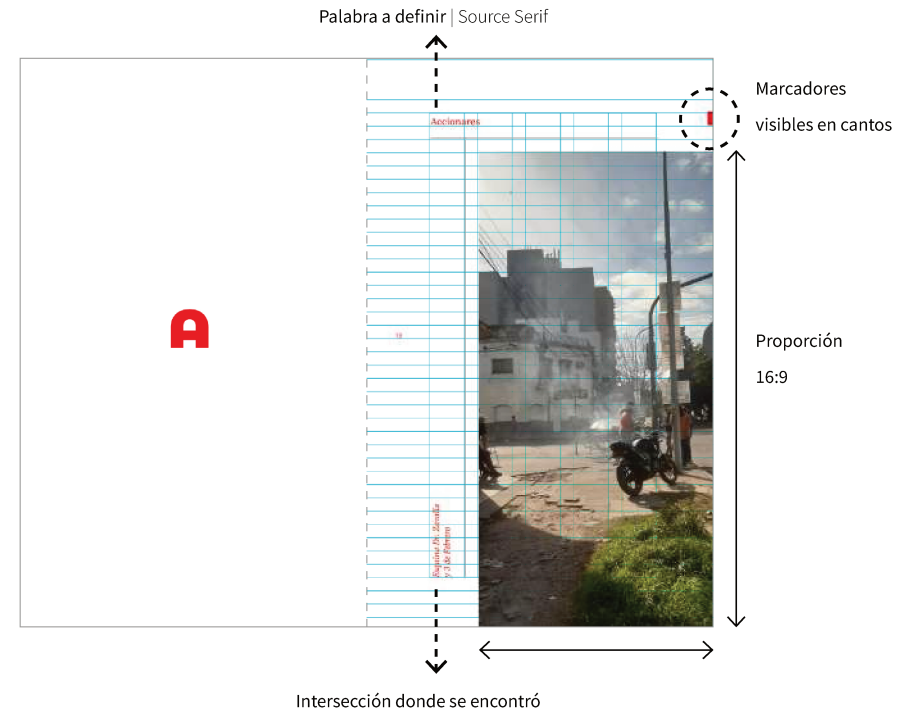 Palabra a definir | Source Serif
Marcadores
visibles en cantos
Accionares
A
19
Proporción
16:9
Esquina Dr.
y 3 de Febrero
Intersección donde se encontró